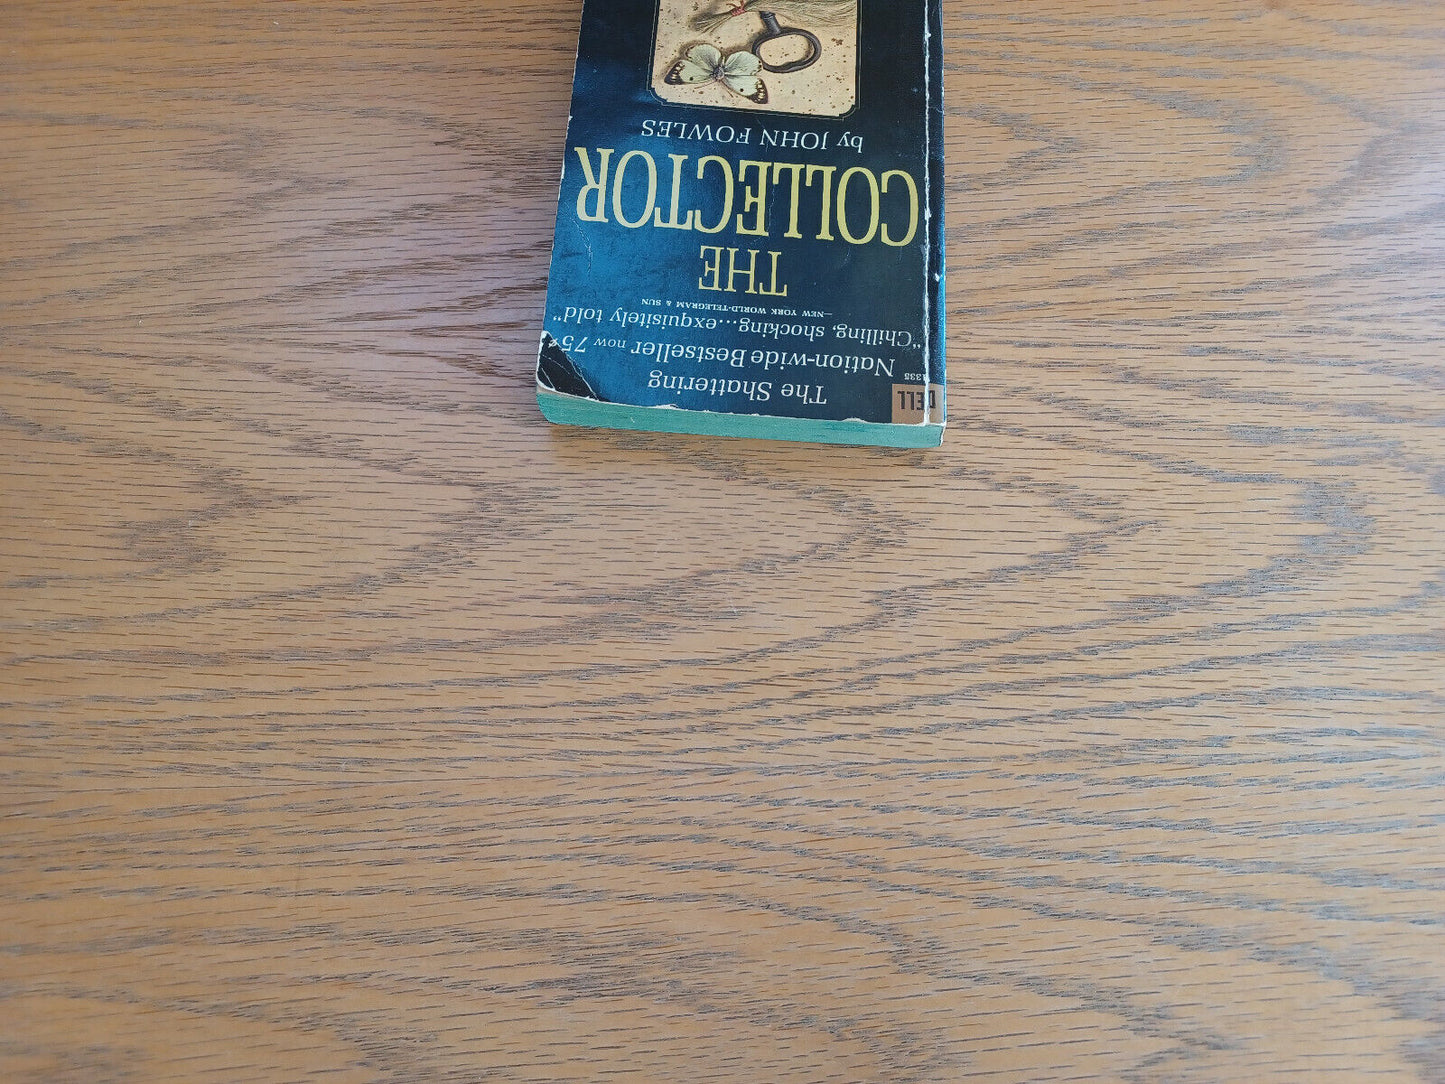 DELL
1335
The Shattering
Nation-wide Bestseller now 75¢
"Chilling, shocking...exquisitely told"
—NEW YORK WORLD-TELEGRAM & SUN
THE
COLLECTOR
by JOHN FOWLES